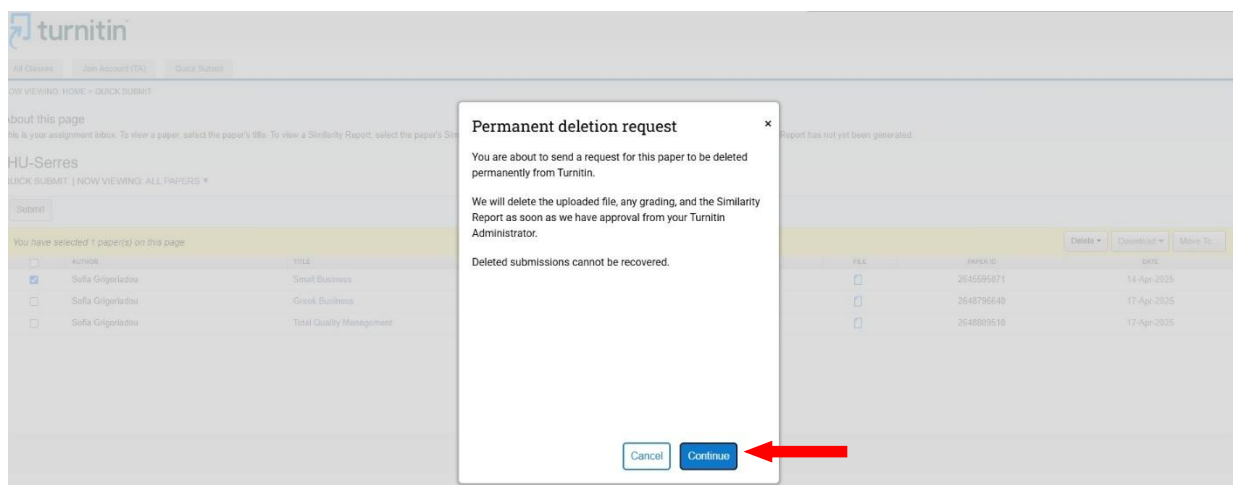 turnitin
All Classes Join Account (TA) Quick Submit
NOW VIEWING: HOME > QUICK SUBMIT
About this page
This is your assignment inbox. To view a paper, select the paper's title. To view a Similarity Report, select the paper's Sim
Report has not yet been generated.
HU-Serres
QUICK SUBMIT | NOW VIEWING: ALL PAPERS ▼
Submit
You have selected 1 paper(s) on this page
Delete Download Move To...
AUTHOR TITLE FILE PAPER ID DATE
Sofia Grigoriadou Small Business 2645595871 14-Apr-2025
Sofia Grigoriadou Greek Business 2648796640 17-Apr-2025
Sofia Grigoriadou Total Quality Management 2648809510 17-Apr-2025
Permanent deletion request ×
You are about to send a request for this paper to be deleted
permanently from Turnitin.
We will delete the uploaded file, any grading, and the Similarity
Report as soon as we have approval from your Turnitin
Administrator.
Deleted submissions cannot be recovered.
Cancel Continue